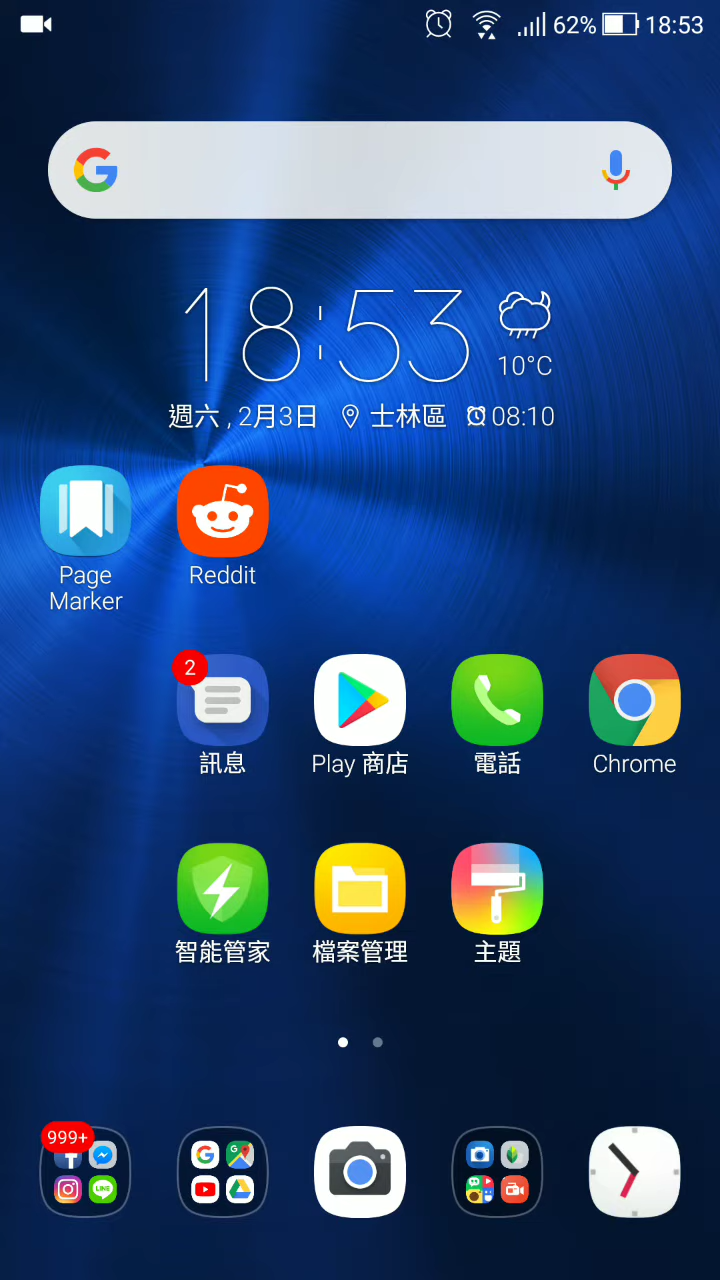 62% 18:53
18:53
10°C
週六 , 2月3日 士林區 08:10
Page Marker
Reddit
2
訊息
Play 商店
電話
Chrome
智能管家
檔案管理
主題
999+
LINE